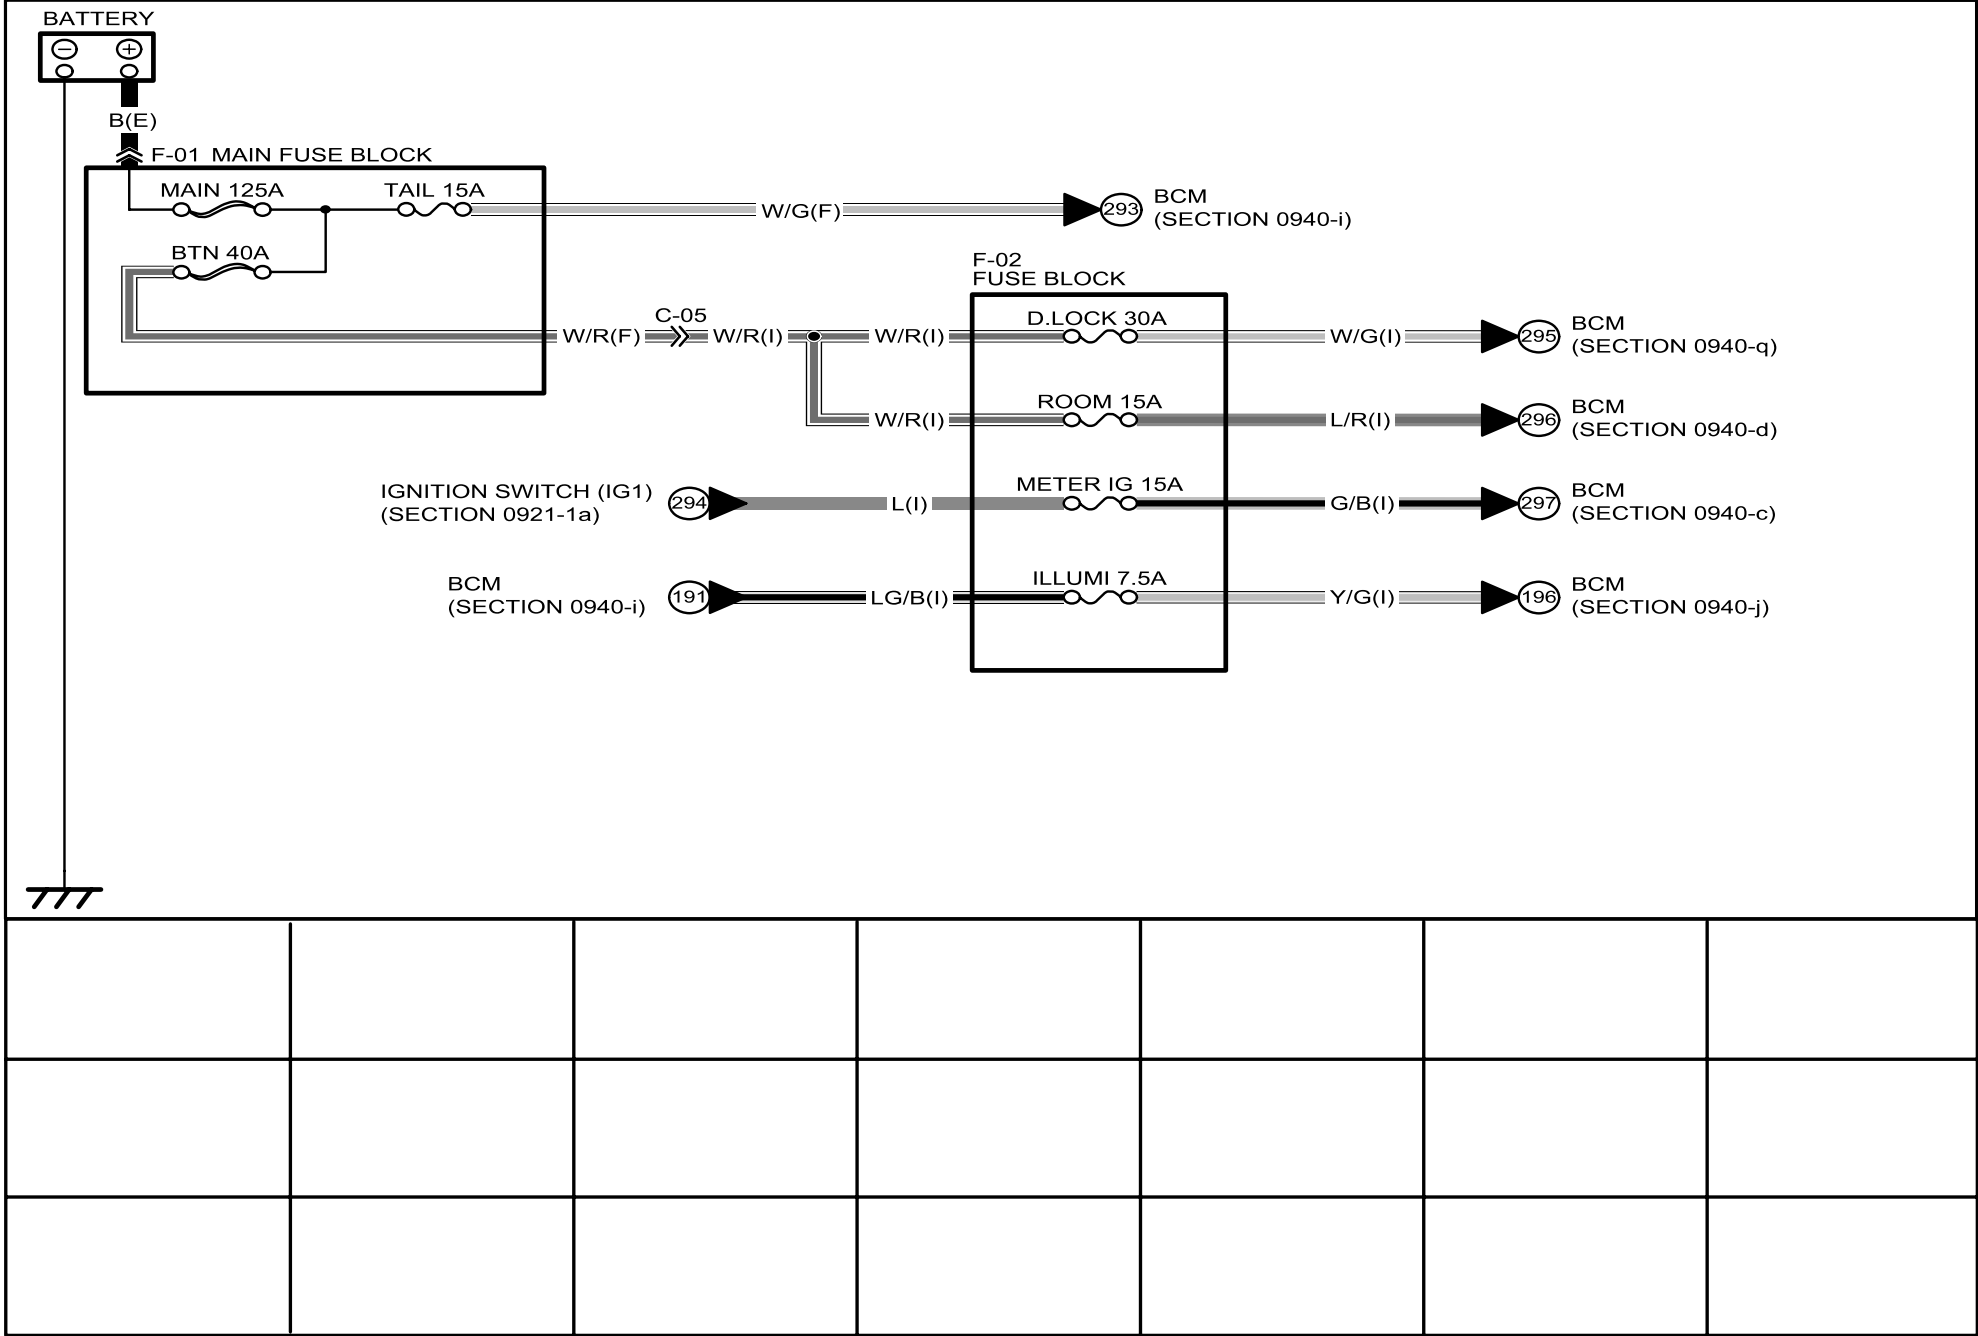 BATTERY
− +
B(E)
F-01 MAIN FUSE BLOCK
MAIN 125A
TAIL 15A
W/G(F)
293
BCM
(SECTION 0940-i)
BTN 40A
F-02
FUSE BLOCK
W/R(F)
C-05
W/R(I)
W/R(I)
D.LOCK 30A
W/G(I)
295
BCM
(SECTION 0940-q)
W/R(I)
ROOM 15A
L/R(I)
296
BCM
(SECTION 0940-d)
IGNITION SWITCH (IG1)
(SECTION 0921-1a)
294
L(I)
METER IG 15A
G/B(I)
297
BCM
(SECTION 0940-c)
BCM
(SECTION 0940-i)
191
LG/B(I)
ILLUMI 7.5A
Y/G(I)
196
BCM
(SECTION 0940-j)